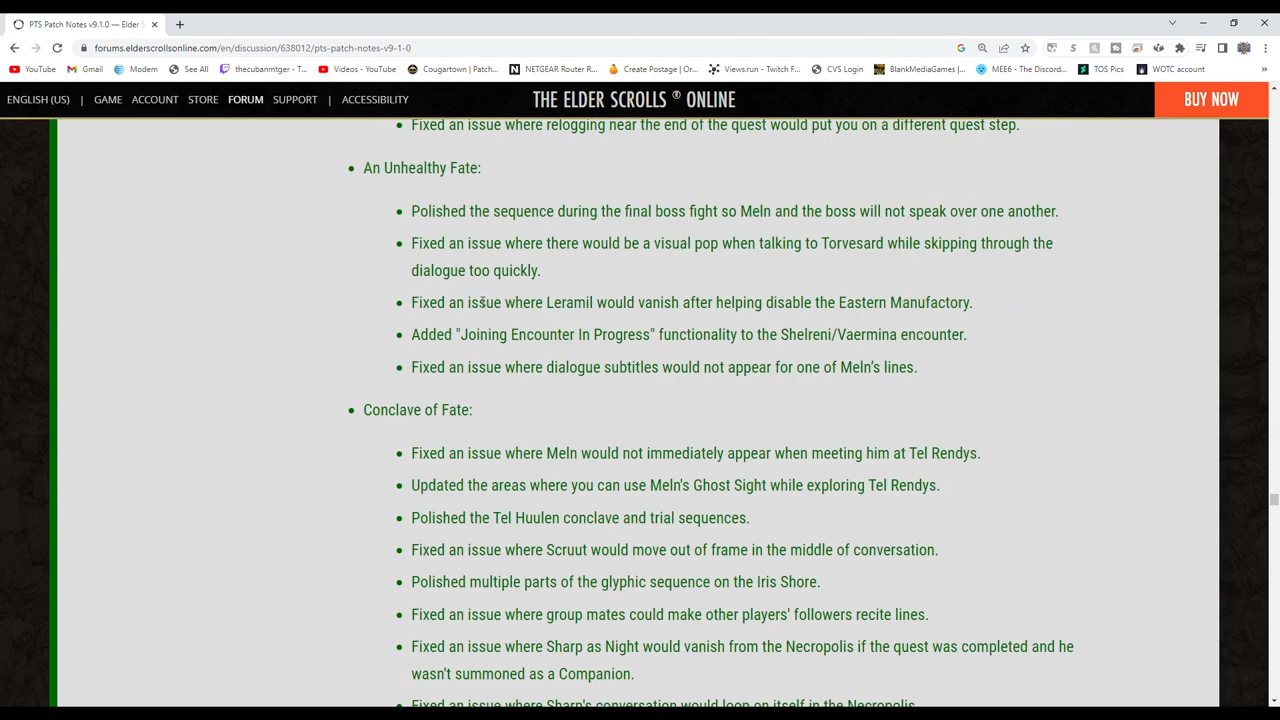 PTS Patch Notes v9.1.0 — Elder S
forums.elderscrollsonline.com/en/discussion/638012/pts-patch-notes-v9-1-0
YouTube Gmail Modem See All thecubanmtger - T... Videos - YouTube Cougartown | Patch... NETGEAR Router R... Create Postage | Or... Views.run - Twitch F... CVS Login BlankMediaGames |... MEE6 - The Discord... TOS Pics WOTC account
ENGLISH (US) | GAME ACCOUNT STORE FORUM SUPPORT | ACCESSIBILITY THE ELDER SCROLLS ® ONLINE BUY NOW
Fixed an issue where relogging near the end of the quest would put you on a different quest step.
An Unhealthy Fate:
Polished the sequence during the final boss fight so Meln and the boss will not speak over one another.
Fixed an issue where there would be a visual pop when talking to Torvesard while skipping through the
dialogue too quickly.
Fixed an issue where Leramil would vanish after helping disable the Eastern Manufactory.
Added "Joining Encounter In Progress" functionality to the Shelreni/Vaermina encounter.
Fixed an issue where dialogue subtitles would not appear for one of Meln’s lines.
Conclave of Fate:
Fixed an issue where Meln would not immediately appear when meeting him at Tel Rendys.
Updated the areas where you can use Meln's Ghost Sight while exploring Tel Rendys.
Polished the Tel Huulen conclave and trial sequences.
Fixed an issue where Scruut would move out of frame in the middle of conversation.
Polished multiple parts of the glyphic sequence on the Iris Shore.
Fixed an issue where group mates could make other players' followers recite lines.
Fixed an issue where Sharp as Night would vanish from the Necropolis if the quest was completed and he
wasn't summoned as a Companion.
Fixed an issue where Sharp's conversation would loop on itself in the Necropolis.